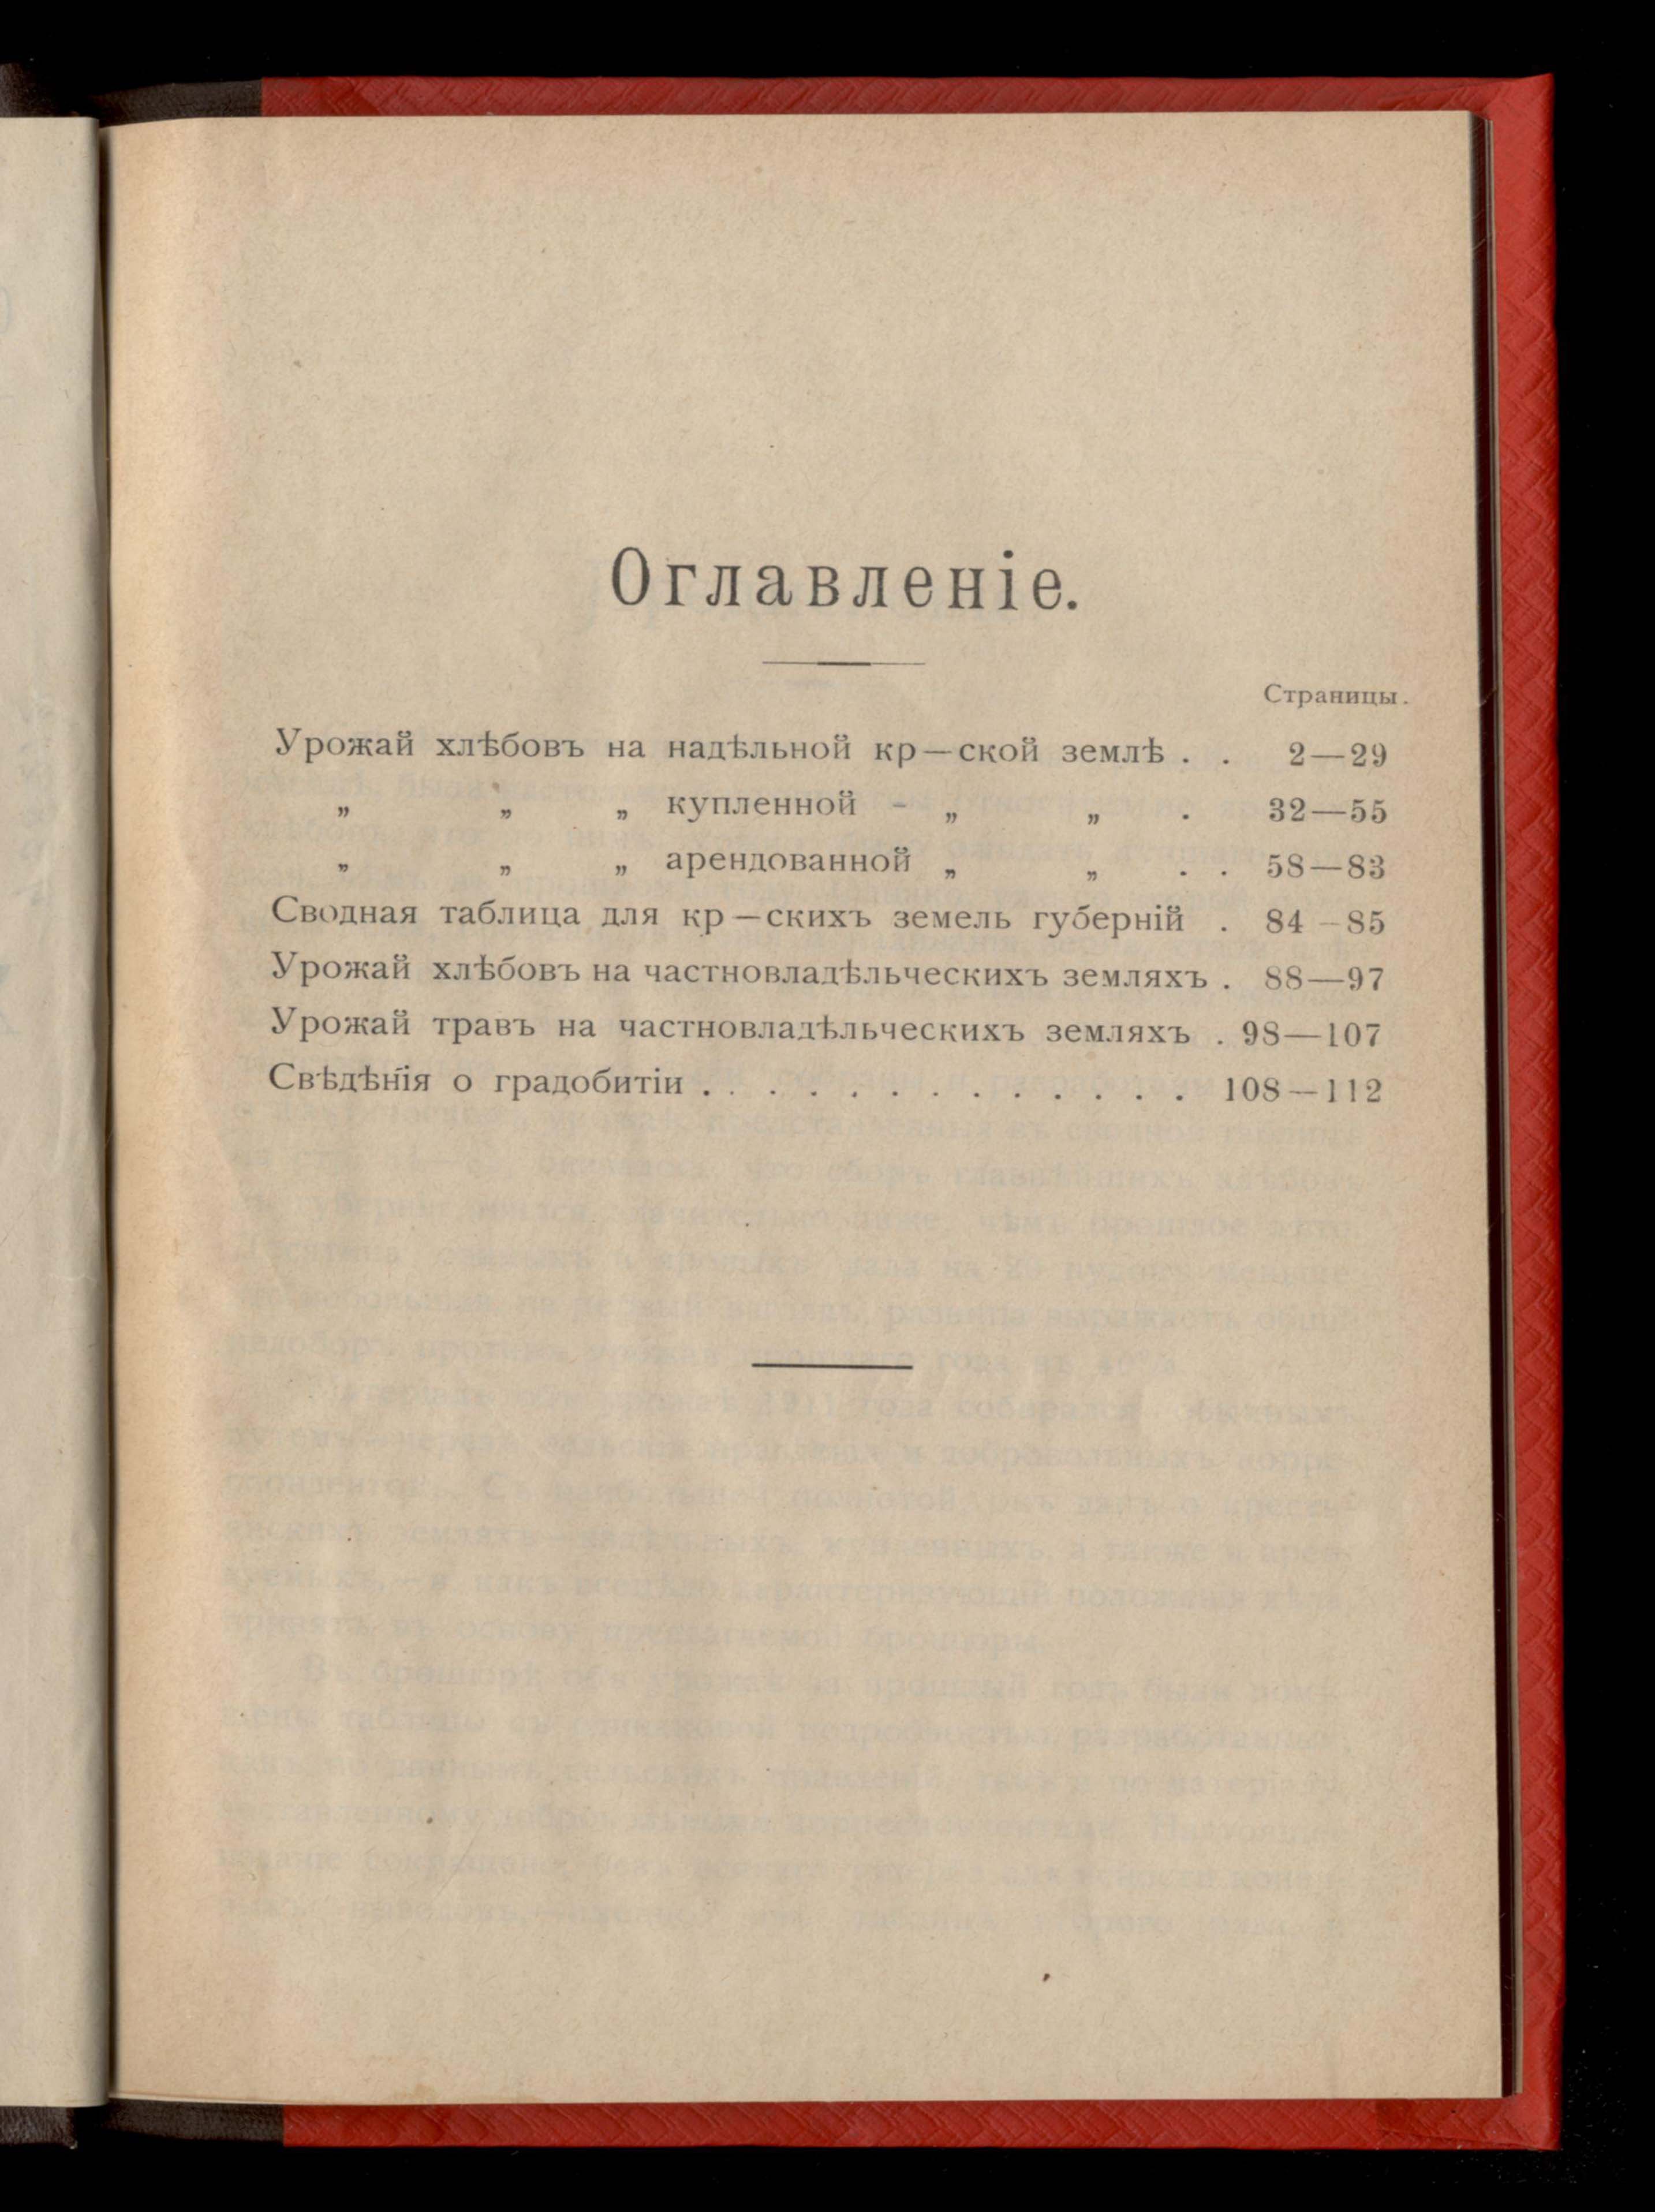 Оглавленіе.
Страницы.
Урожай хлѣбовъ на надѣльной кр—ской землѣ . . 2—29
„ „ „ купленной - „ „ . 32—55
„ „ „ арендованной „ „ . . 58—83
Сводная таблица для кр—скихъ земель губерній . 84—85
Урожай хлѣбовъ на частновладѣльческихъ земляхъ . 88—97
Урожай травъ на частновладѣльческихъ земляхъ . 98—107
Свѣдѣнія о градобитіи . . . . . . . . . . . . . 108—112